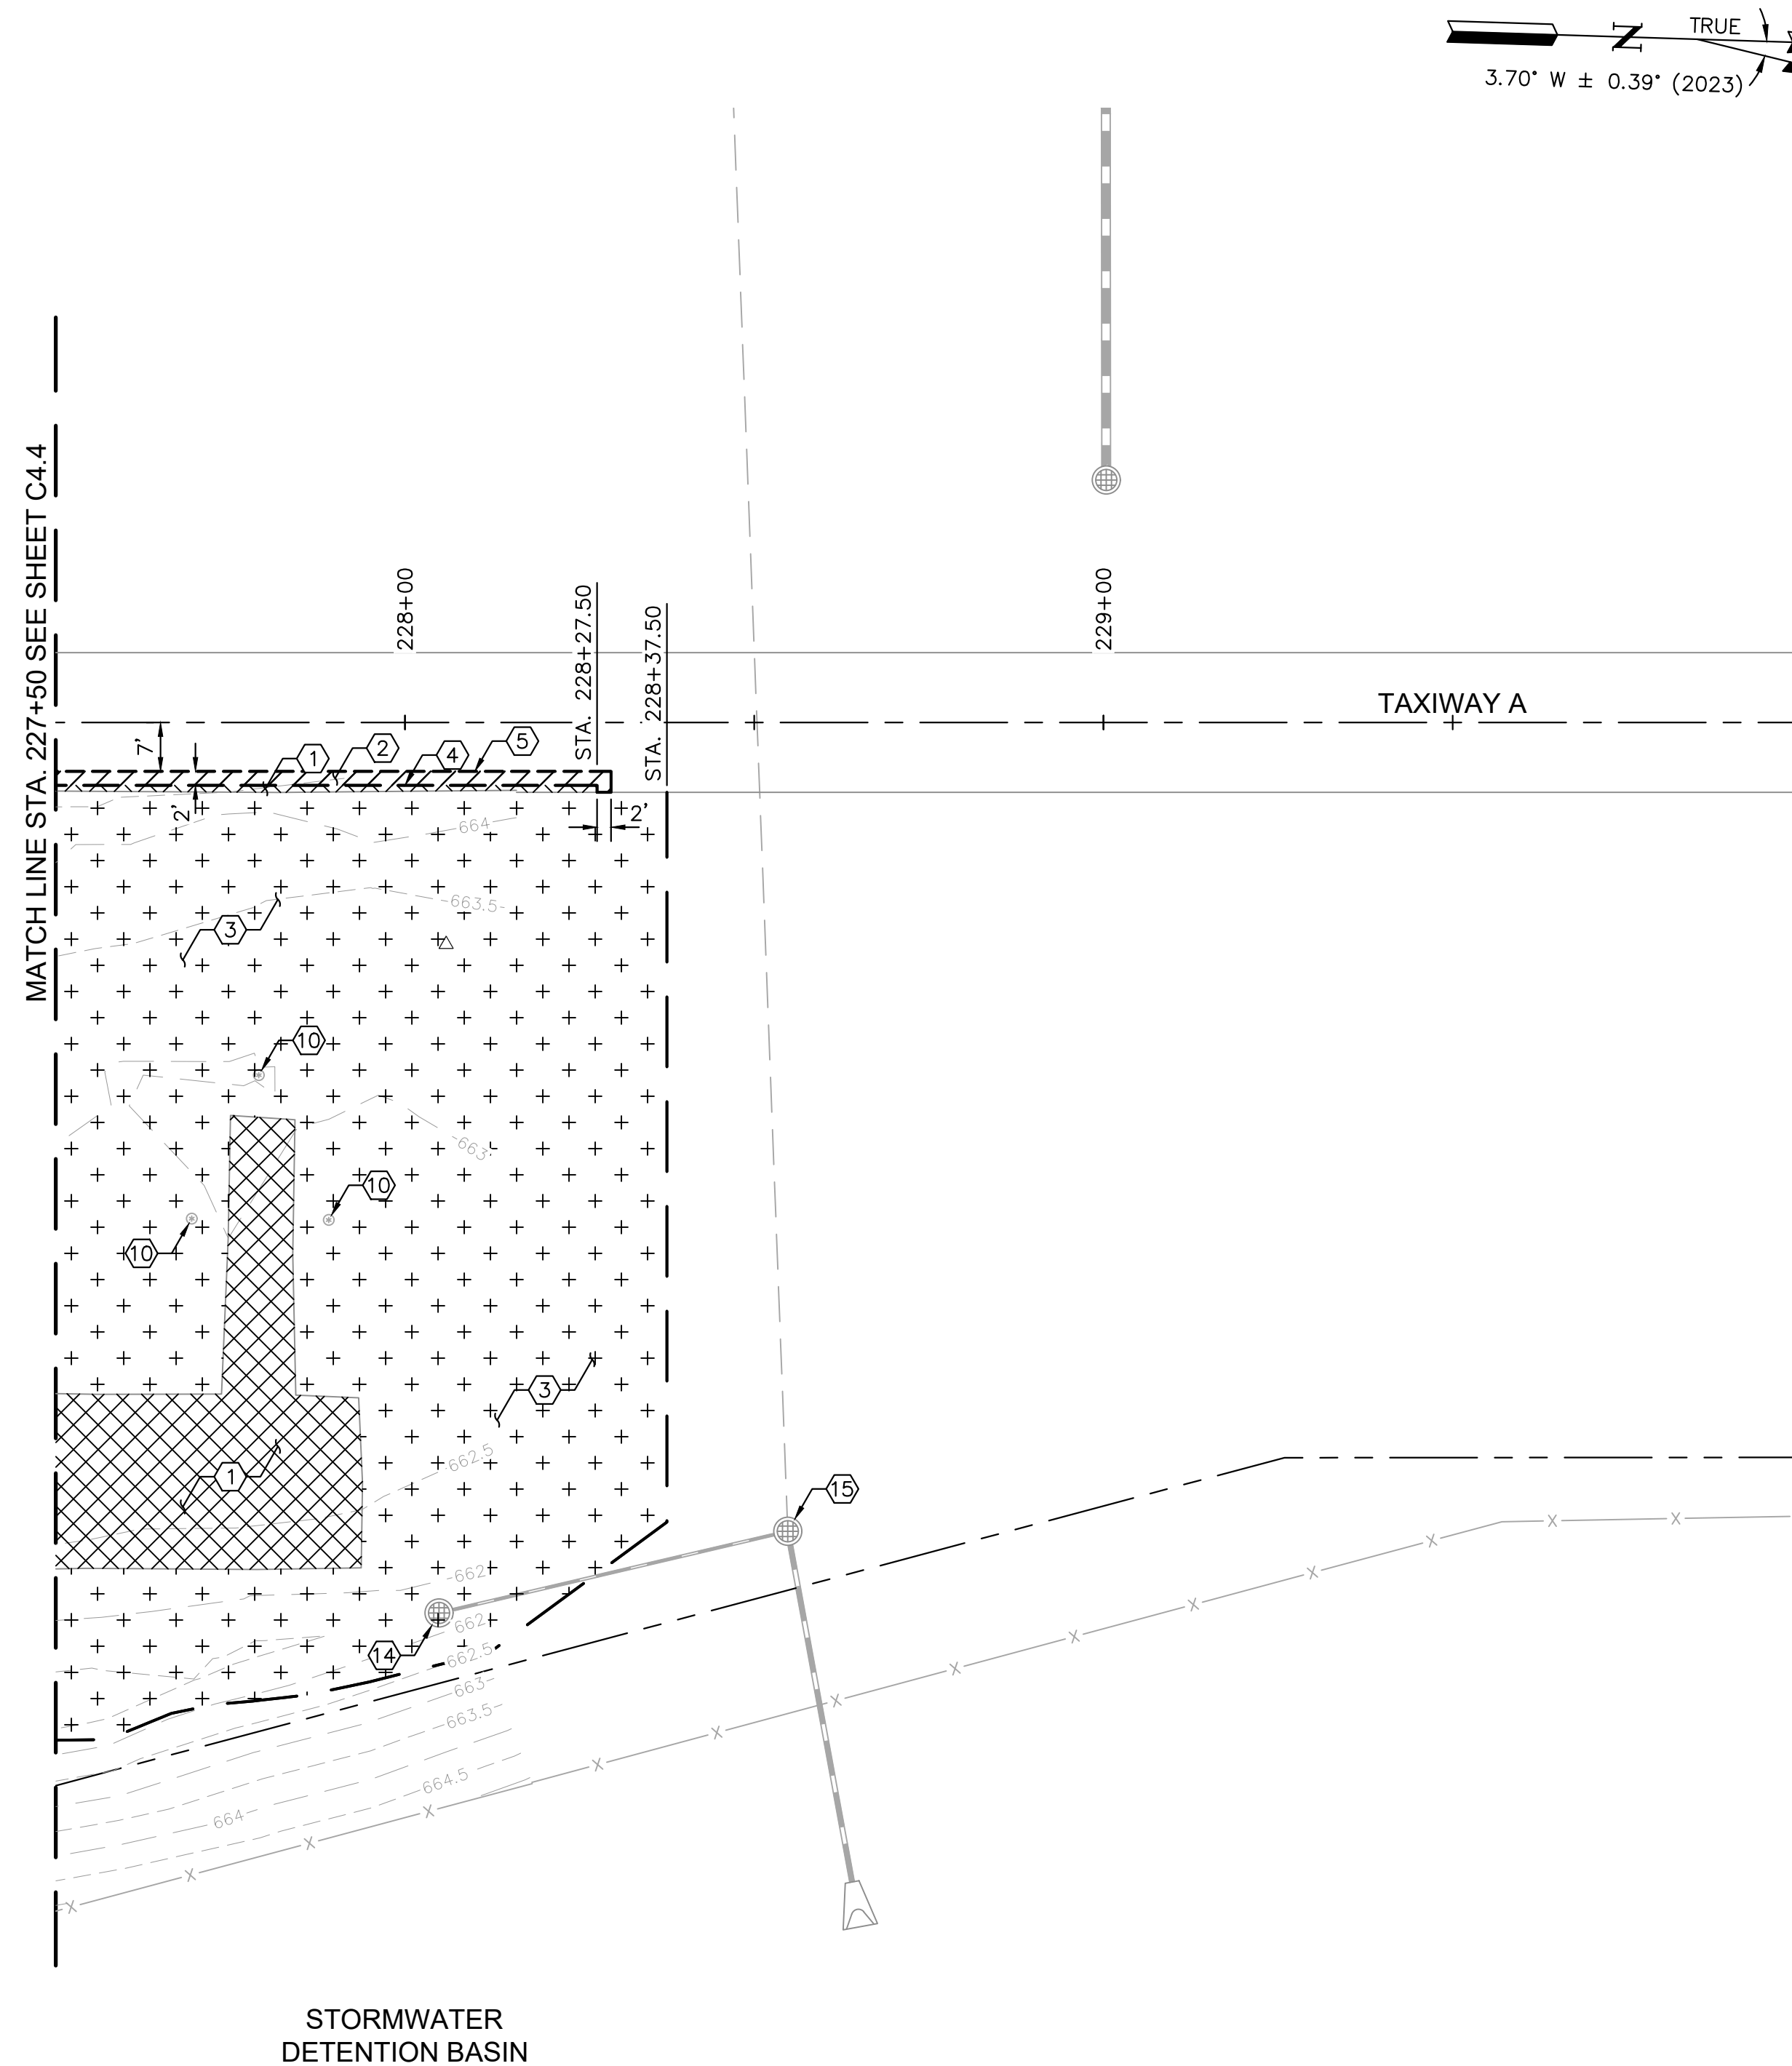 TRUE
N
3.70° W ± 0.39° (2023)
MATCH LINE STA. 227+50 SEE SHEET C4.4
228+00
STA. 228+27.50
STA. 228+37.50
229+00
TAXIWAY A
7'
1
2
4
5
2'
2'
664
663.5
3
10
663
10
10
3
662.5
1
15
662
662
14
662.5
663
663.5
664.5
664
X X X X X X X X X X X X X X
STORMWATER
DETENTION BASIN